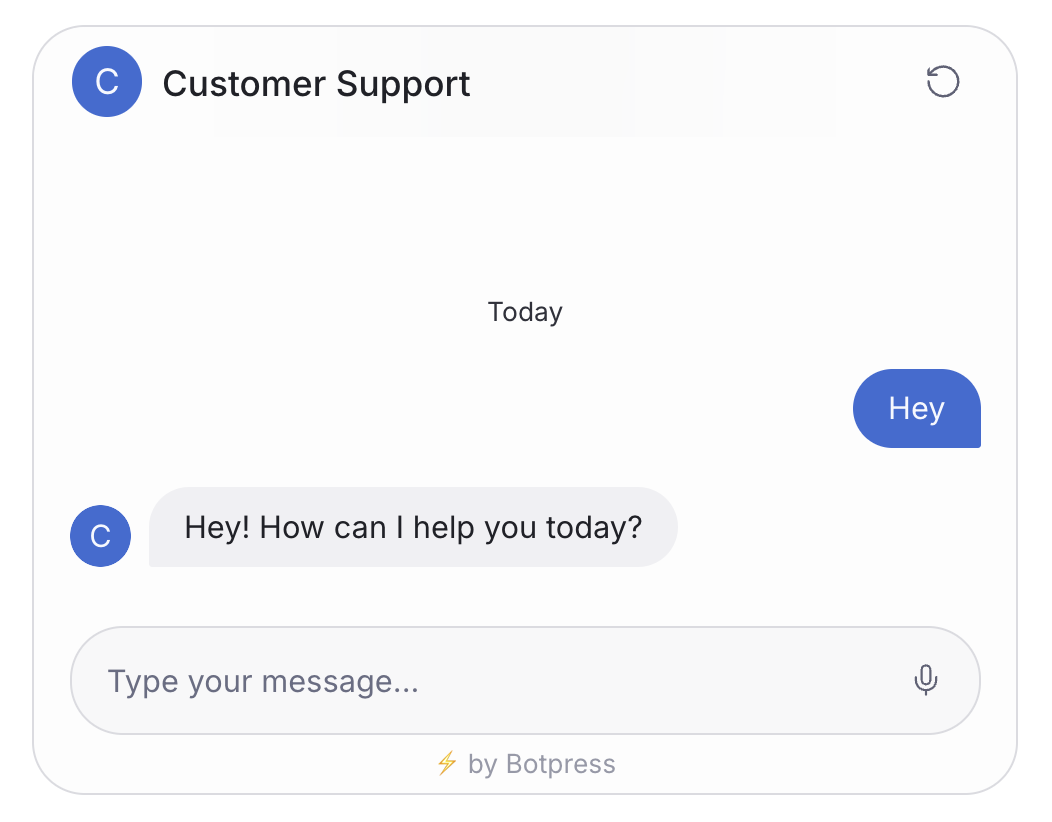 C Customer Support
Today
Hey
C Hey! How can I help you today?
Type your message...
⚡ by Botpress